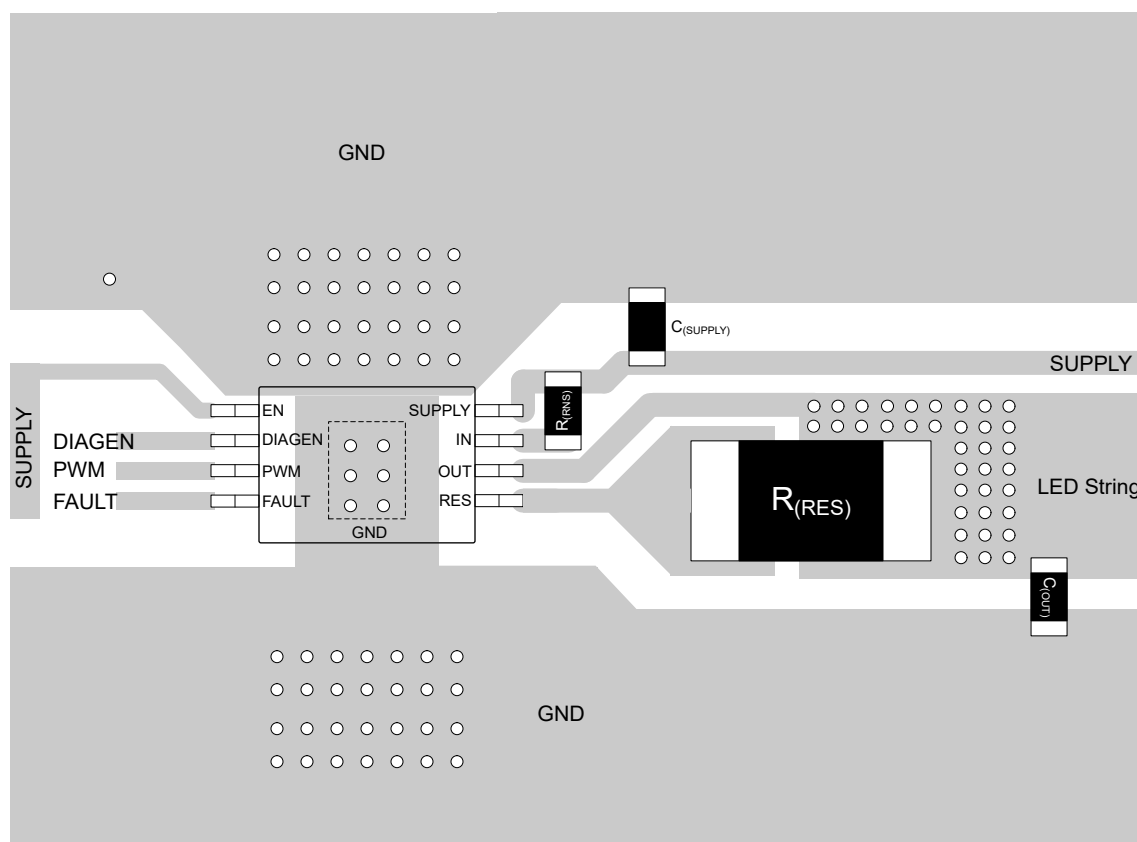 GND
C(SUPPLY)
SUPPLY
R(RNS)
EN
SUPPLY
DIAGEN
DIAGEN
IN
PWM
PWM
OUT
FAULT
FAULT
RES
SUPPLY
GND
R(RES)
LED String
C(OUT)
GND